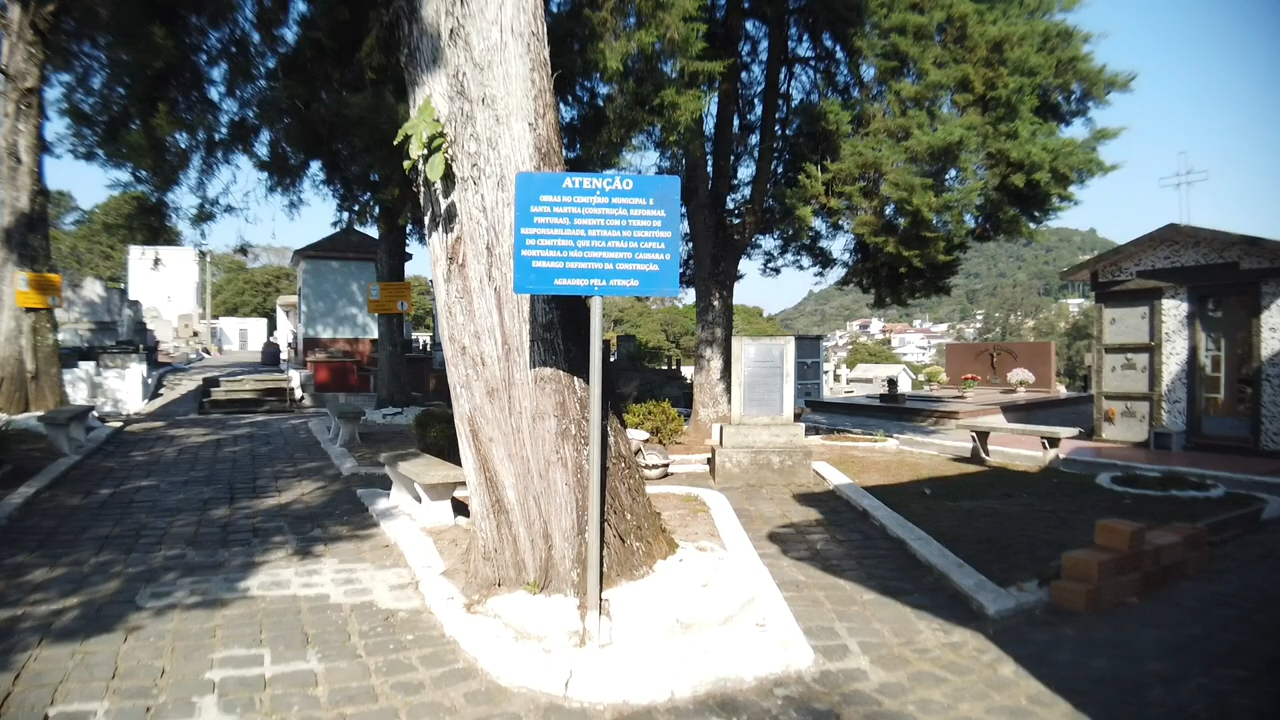 ATENÇÃO
OBRAS NO CEMITÉRIO MUNICIPAL E
SANTA MARTHA (CONSTRUÇÃO, REFORMAS,
PINTURAS). SOMENTE COM O TERMO DE
RESPONSABILIDADE, RETIRADA NO ESCRITÓRIO
DO CEMITÉRIO, QUE FICA ATRÁS DA CAPELA
MORTUÁRIA.O NÃO CUMPRIMENTO CAUSARA O
EMBARGO DEFINITIVO DA CONSTRUÇÃO.
AGRADEÇO PELA ATENÇÃO